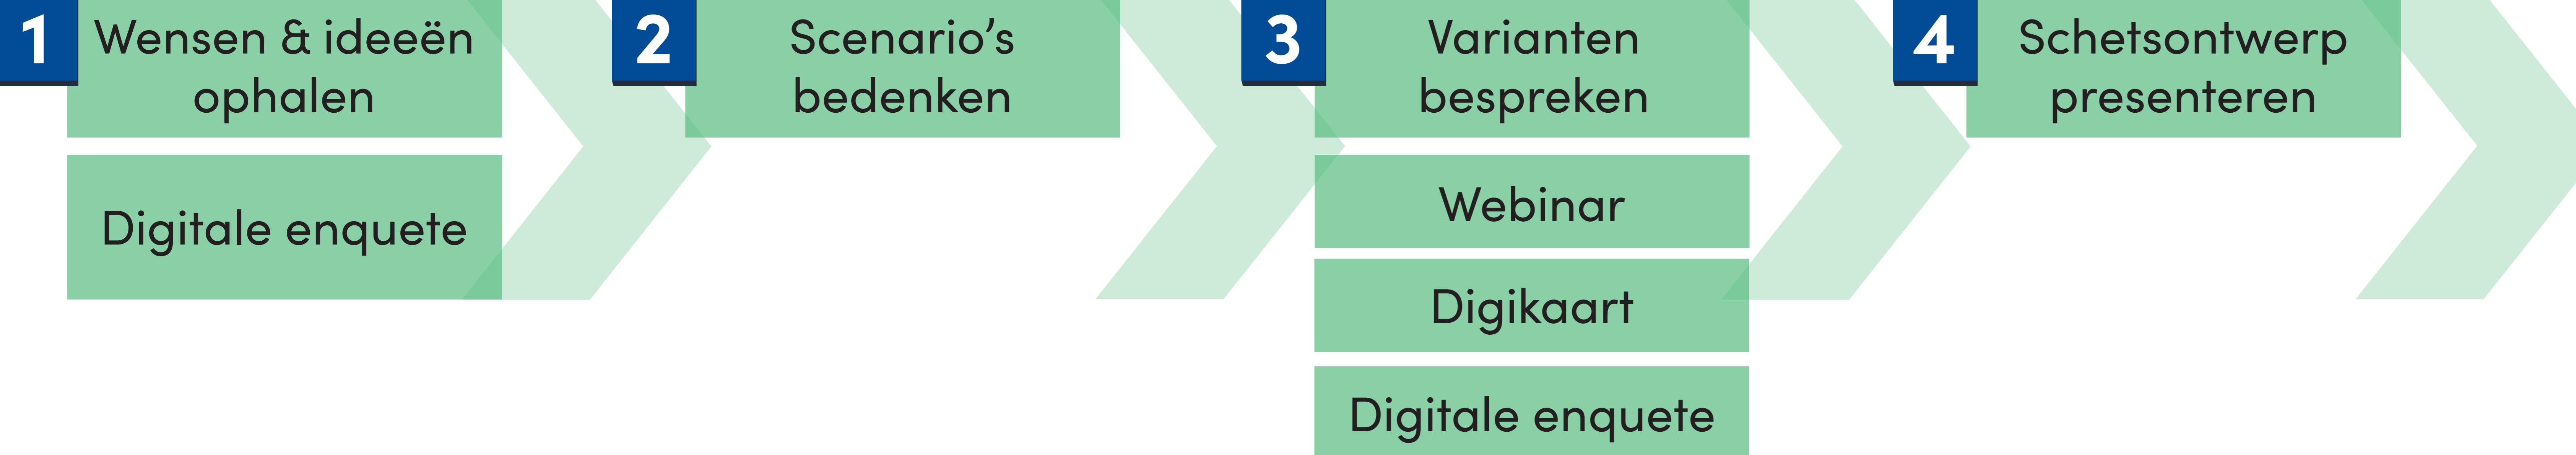 1
Wensen & ideeën
ophalen
Digitale enquete
2
Scenario’s
bedenken
3
Varianten
bespreken
Webinar
Digikaart
Digitale enquete
4
Schetsontwerp
presenteren